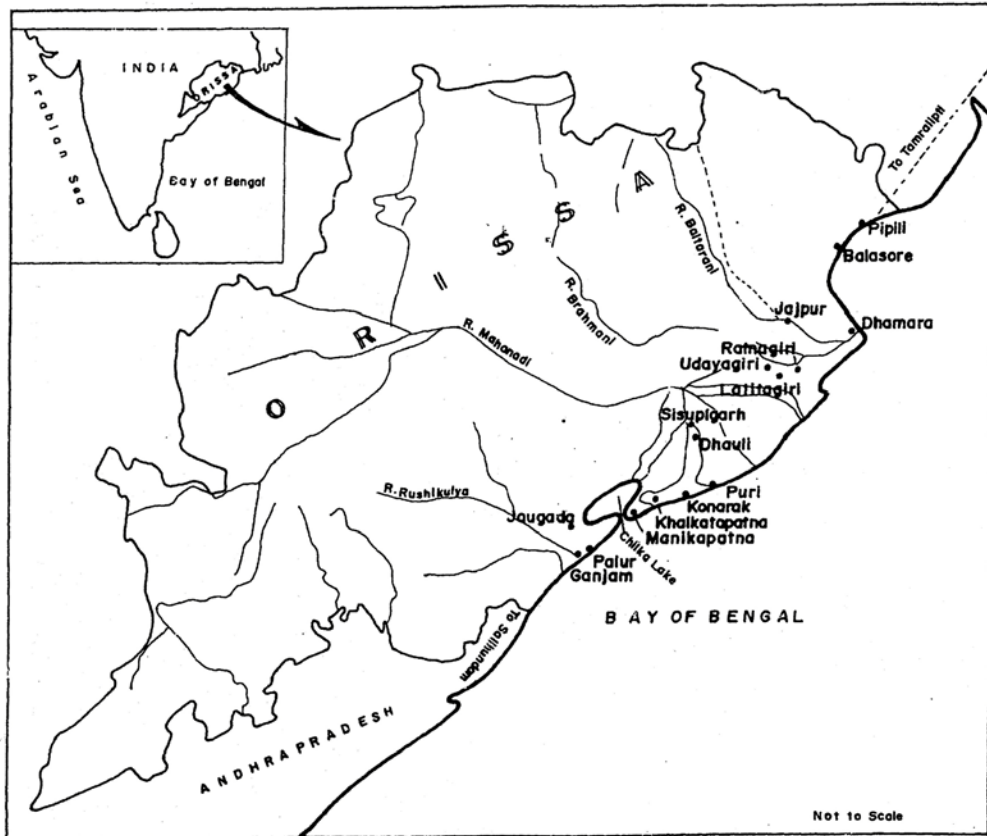 INDIA
ORISSA
Arabian Sea
Bay of Bengal
To Tamralipti
ORISSA
R. Baitarani
R. Brahmani
R. Mahanadi
R. Rushikulya
Pipili
Balasore
Jajpur
Dhamara
Ratnagiri
Udayagiri
Lalitagiri
Sisuplgarh
Dhauli
Puri
Konarak
Khalkatapatna
Manikapatna
Chilka Lake
Jaugada
Palur
Ganjam
BAY OF BENGAL
To Salihundam
ANDHRAPRADESH
Not to Scale